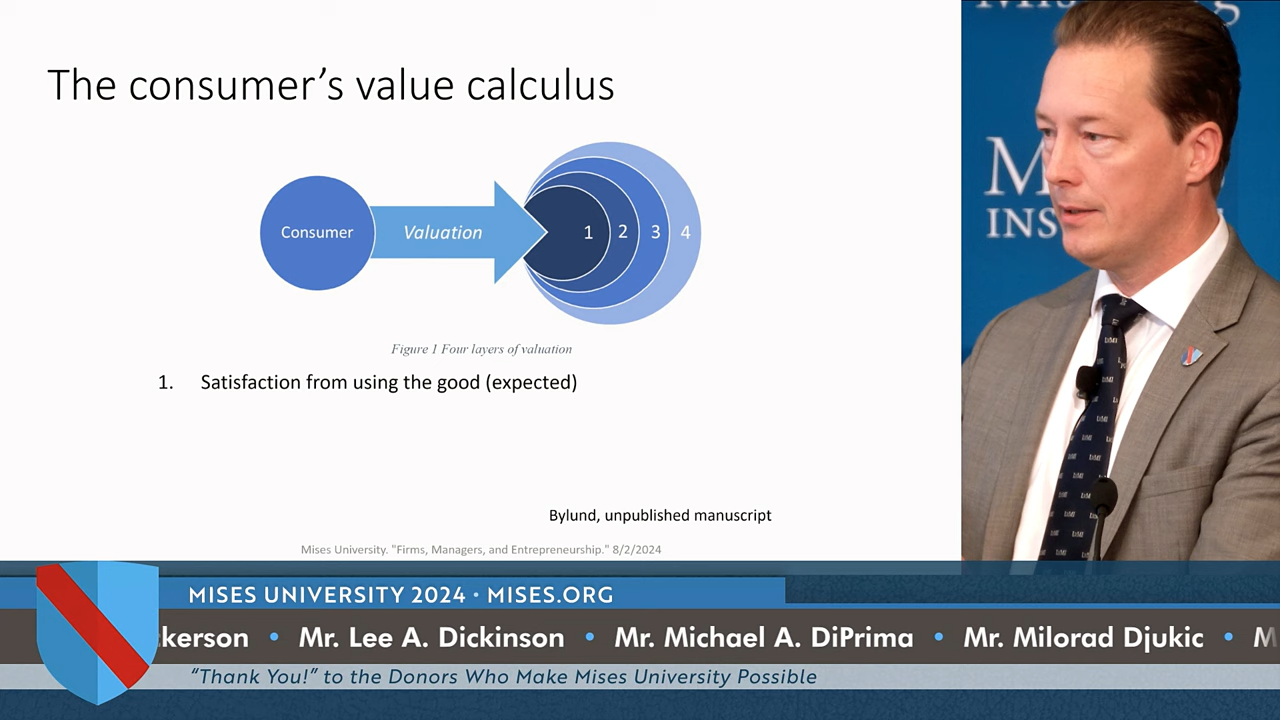 The consumer's value calculus
Consumer
Valuation
1
2
3
4
Figure 1 Four layers of valuation
1. Satisfaction from using the good (expected)
Bylund, unpublished manuscript
Mises University. "Firms, Managers, and Entrepreneurship." 8/2/2024
INS
MISES UNIVERSITY 2024 · MISES.ORG
kerson • Mr. Lee A. Dickinson • Mr. Michael A. DiPrima • Mr. Milorad Djukic • M
“Thank You!” to the Donors Who Make Mises University Possible